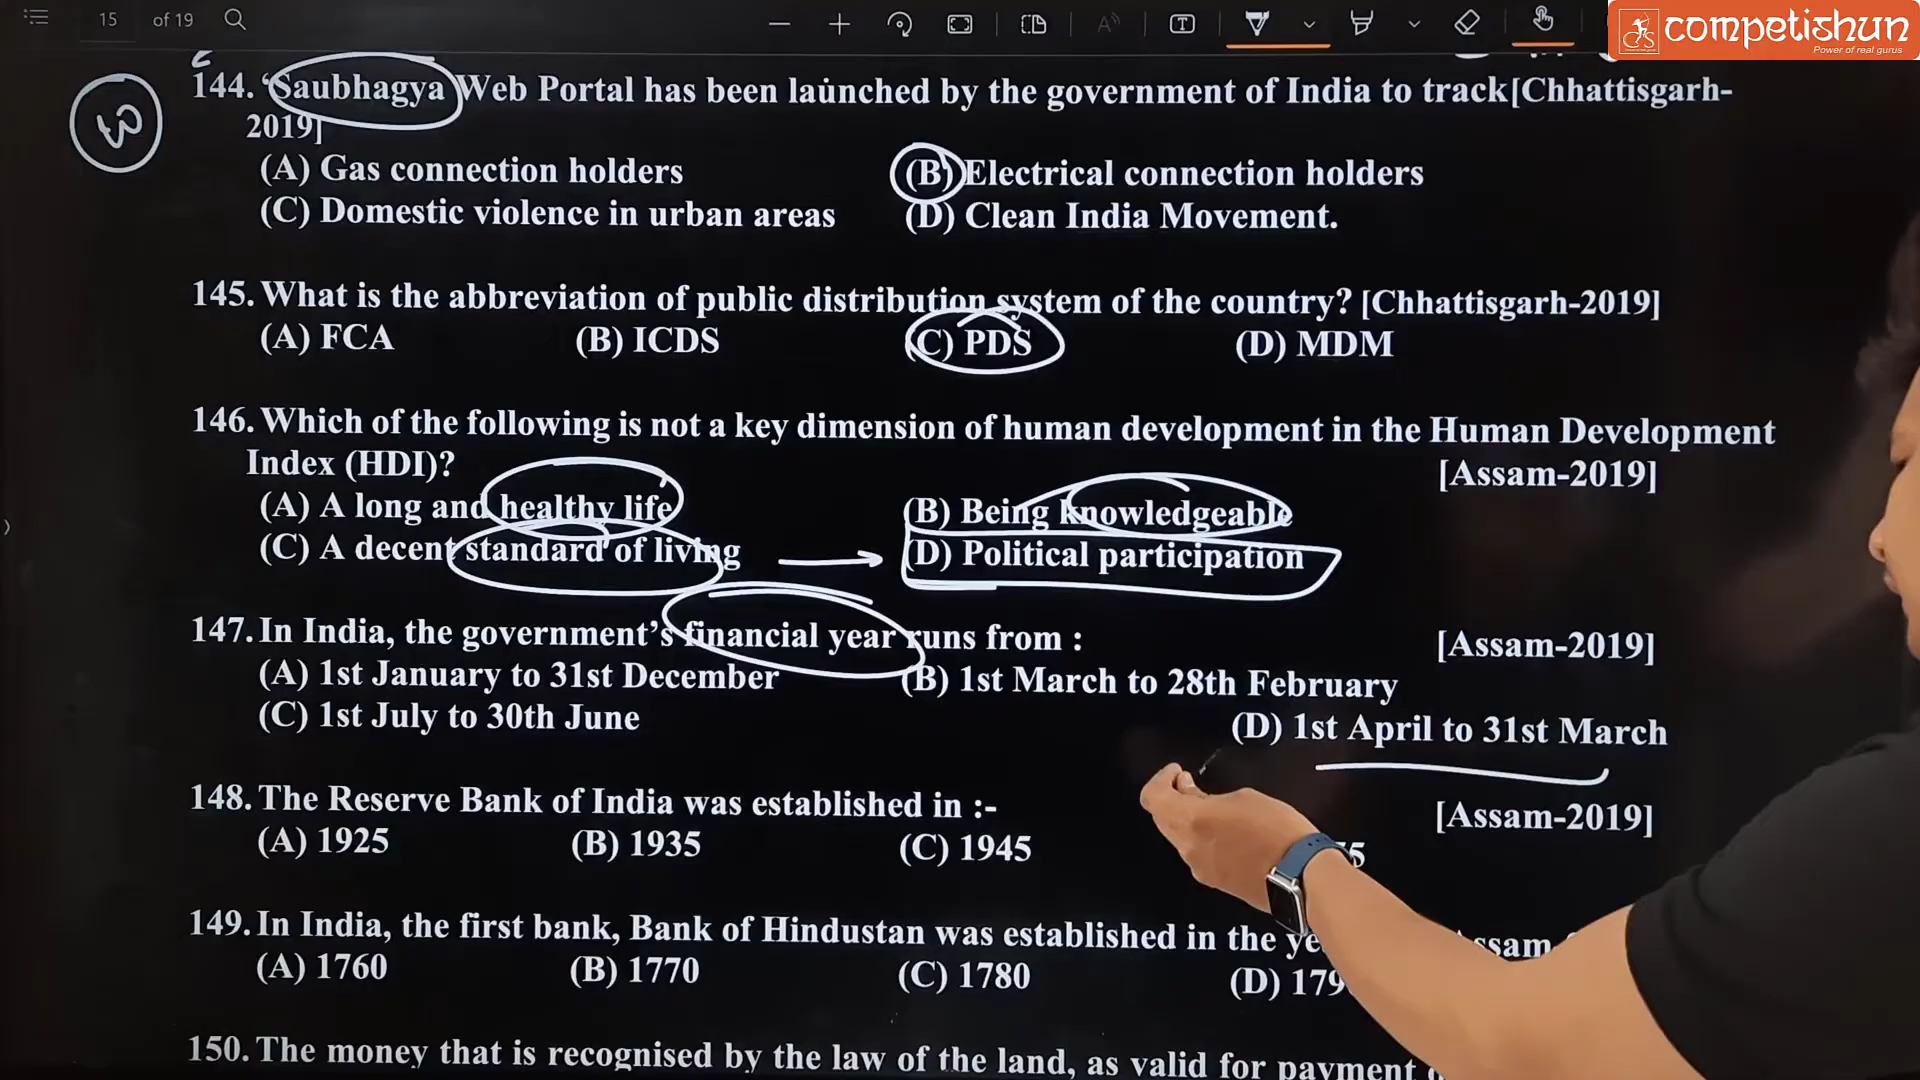 15 of 19
competishun
Power of real gurus
144. 'Saubhagya Web Portal has been launched by the government of India to track[Chhattisgarh-
2019]
(A) Gas connection holders (B) Electrical connection holders
(C) Domestic violence in urban areas (D) Clean India Movement.
145. What is the abbreviation of public distribution system of the country? [Chhattisgarh-2019]
(A) FCA (B) ICDS (C) PDS (D) MDM
146. Which of the following is not a key dimension of human development in the Human Development
Index (HDI)? [Assam-2019]
(A) A long and healthy life (B) Being knowledgeable
(C) A decent standard of living (D) Political participation
147. In India, the government's financial year runs from : [Assam-2019]
(A) 1st January to 31st December (B) 1st March to 28th February
(C) 1st July to 30th June (D) 1st April to 31st March
148. The Reserve Bank of India was established in :- [Assam-2019]
(A) 1925 (B) 1935 (C) 1945
149. In India, the first bank, Bank of Hindustan was established in the
(A) 1760 (B) 1770 (C) 1780 (D)
150. The money that is recognised by the law of the land, as valid for payment